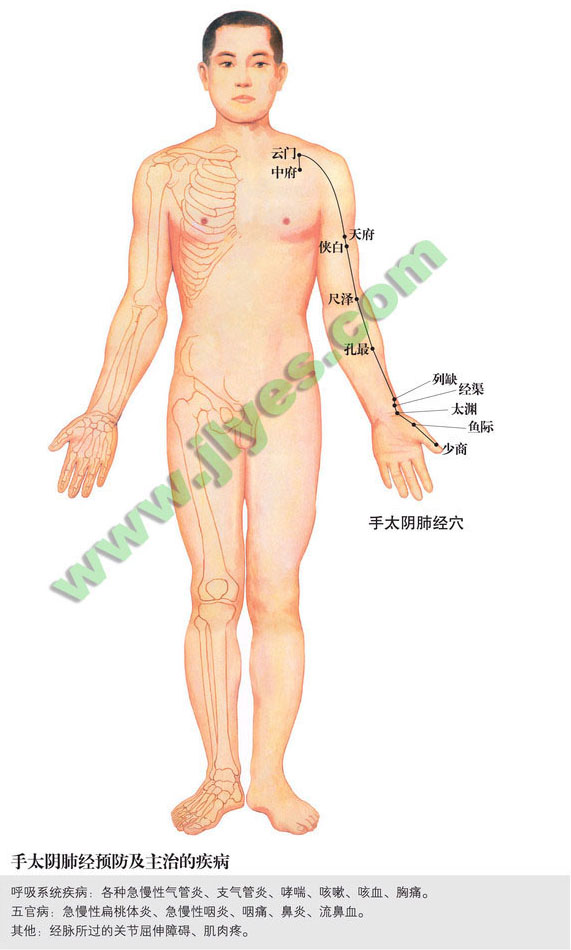 云门
中府
天府
侠白
尺泽
孔最
列缺
经渠
太渊
鱼际
少商
手太阴肺经穴
www.jlyes.com
手太阴肺经预防及主治的疾病
呼吸系统疾病：各种急慢性气管炎、支气管炎、哮喘、咳嗽、咳血、胸痛。
五官病：急慢性扁桃体炎、急慢性咽炎、咽痛、鼻炎、流鼻血。
其他：经脉所过的关节屈伸障碍、肌肉疼。